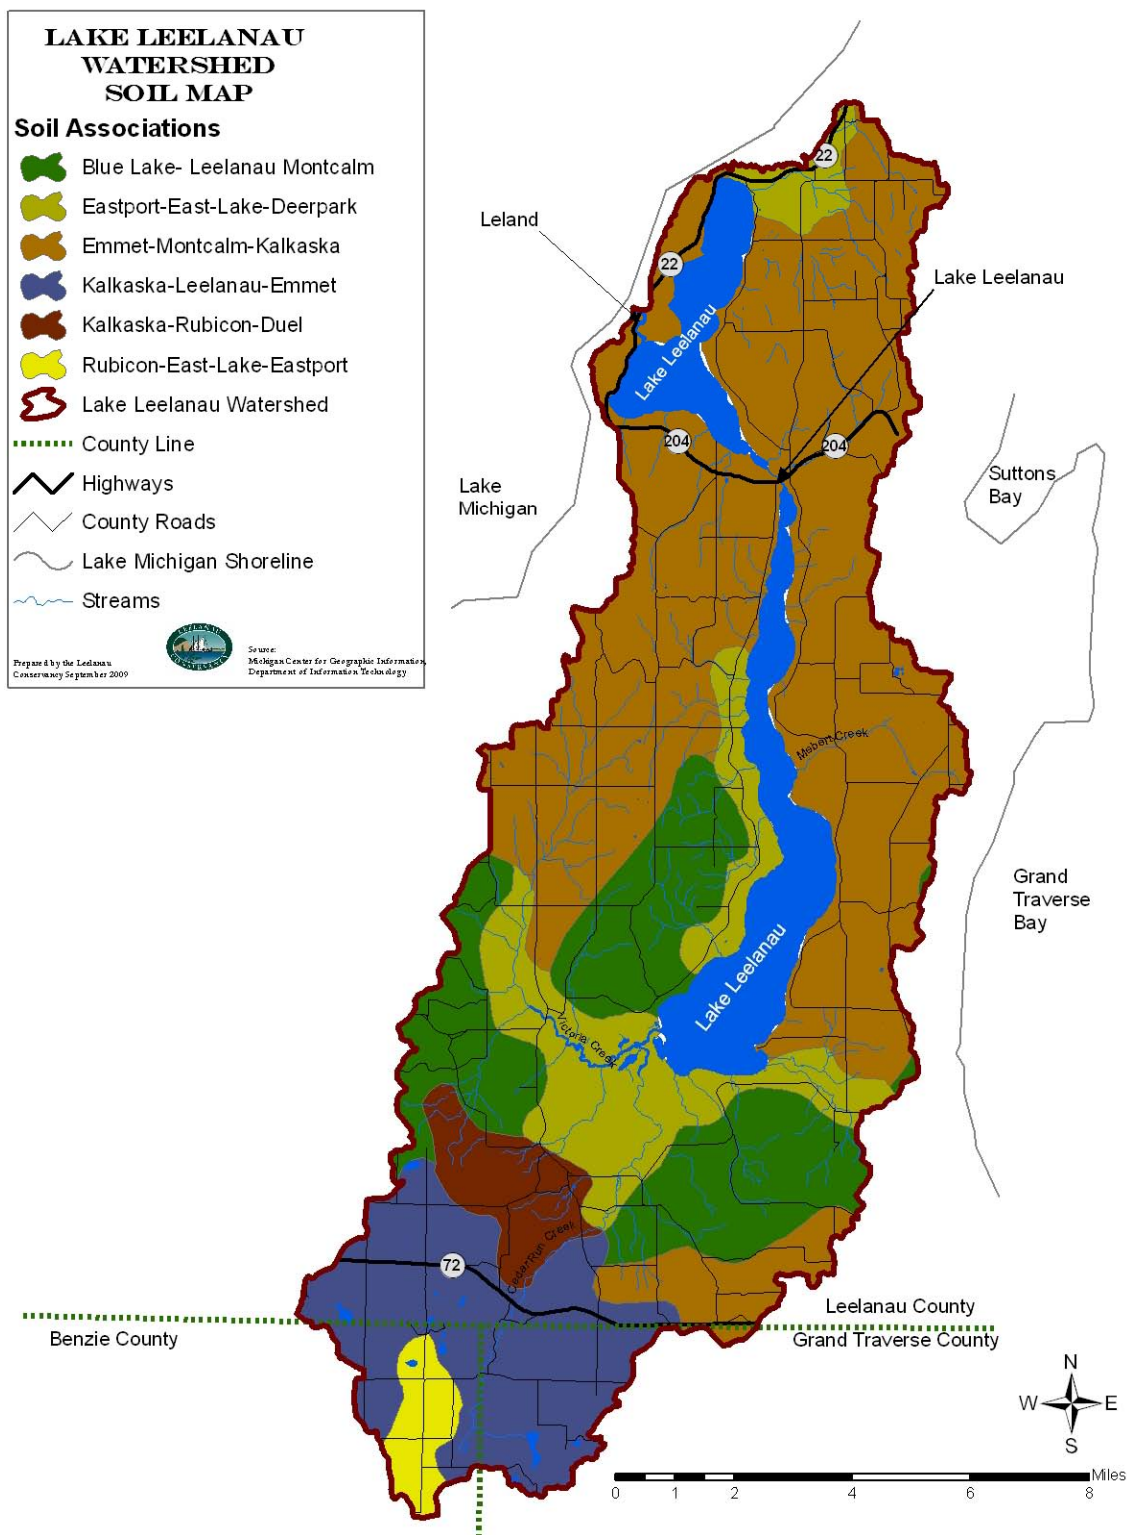 LAKE LEELANAU
WATERSHED
SOIL MAP
Soil Associations
Blue Lake- Leelanau Montcalm
Eastport-East-Lake-Deerpark
Emmet-Montcalm-Kalkaska
Kalkaska-Leelanau-Emmet
Kalkaska-Rubicon-Duel
Rubicon-East-Lake-Eastport
Lake Leelanau Watershed
County Line
Highways
County Roads
Lake Michigan Shoreline
Streams
Prepared by the Leelanau
Conservancy September 2009
LEELANAU
CONSERVANCY
Source:
Michigan Center for Geographic Information,
Department of Information Technology
22
Leland
22
Lake Leelanau
Lake Leelanau
204
204
Lake
Michigan
Suttons
Bay
Mebert Creek
Grand
Traverse
Bay
Lake Leelanau
Victorial Creek
Cedar Run Creek
72
Leelanau County
Benzie County
Grand Traverse County
N
W
E
S
Miles
0
1
2
4
6
8